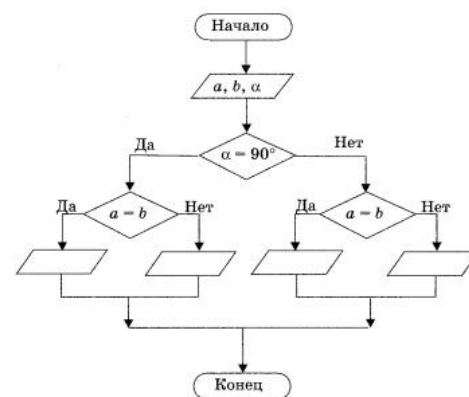 Начало
a, b, α
Да
α = 90°
Нет
Да
a = b
Нет
Да
a = b
Нет
Конец